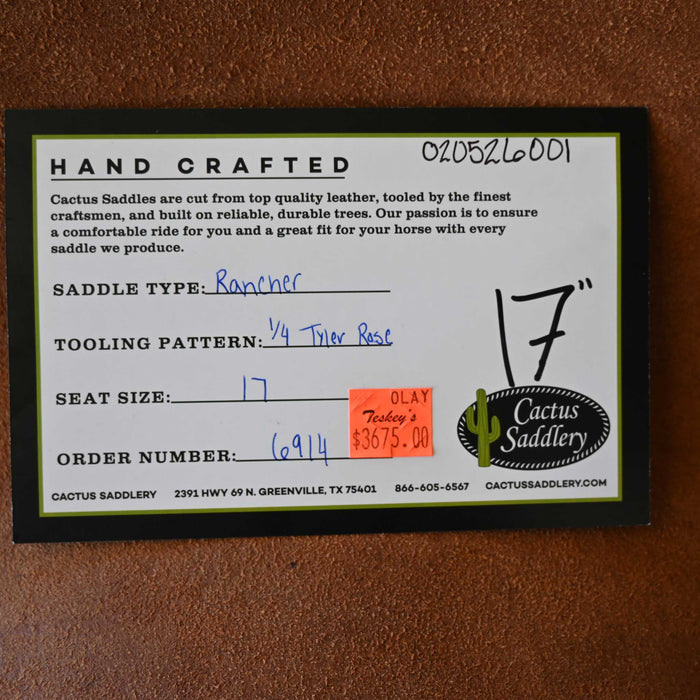 HAND CRAFTED
020526001
Cactus Saddles are cut from top quality leather, tooled by the finest
craftsmen, and built on reliable, durable trees. Our passion is to ensure
a comfortable ride for you and a great fit for your horse with every
saddle we produce.
SADDLE TYPE: Rancher
TOOLING PATTERN: 1/4 Tyler Rose
17"
SEAT SIZE: 17
OLAY
Teskey's
$3675.00
Cactus
Saddlery
ORDER NUMBER: 6914
CACTUS SADDLERY 2391 HWY 69 N. GREENVILLE, TX 75401 866-605-6567 CACTUSSADDLERY.COM